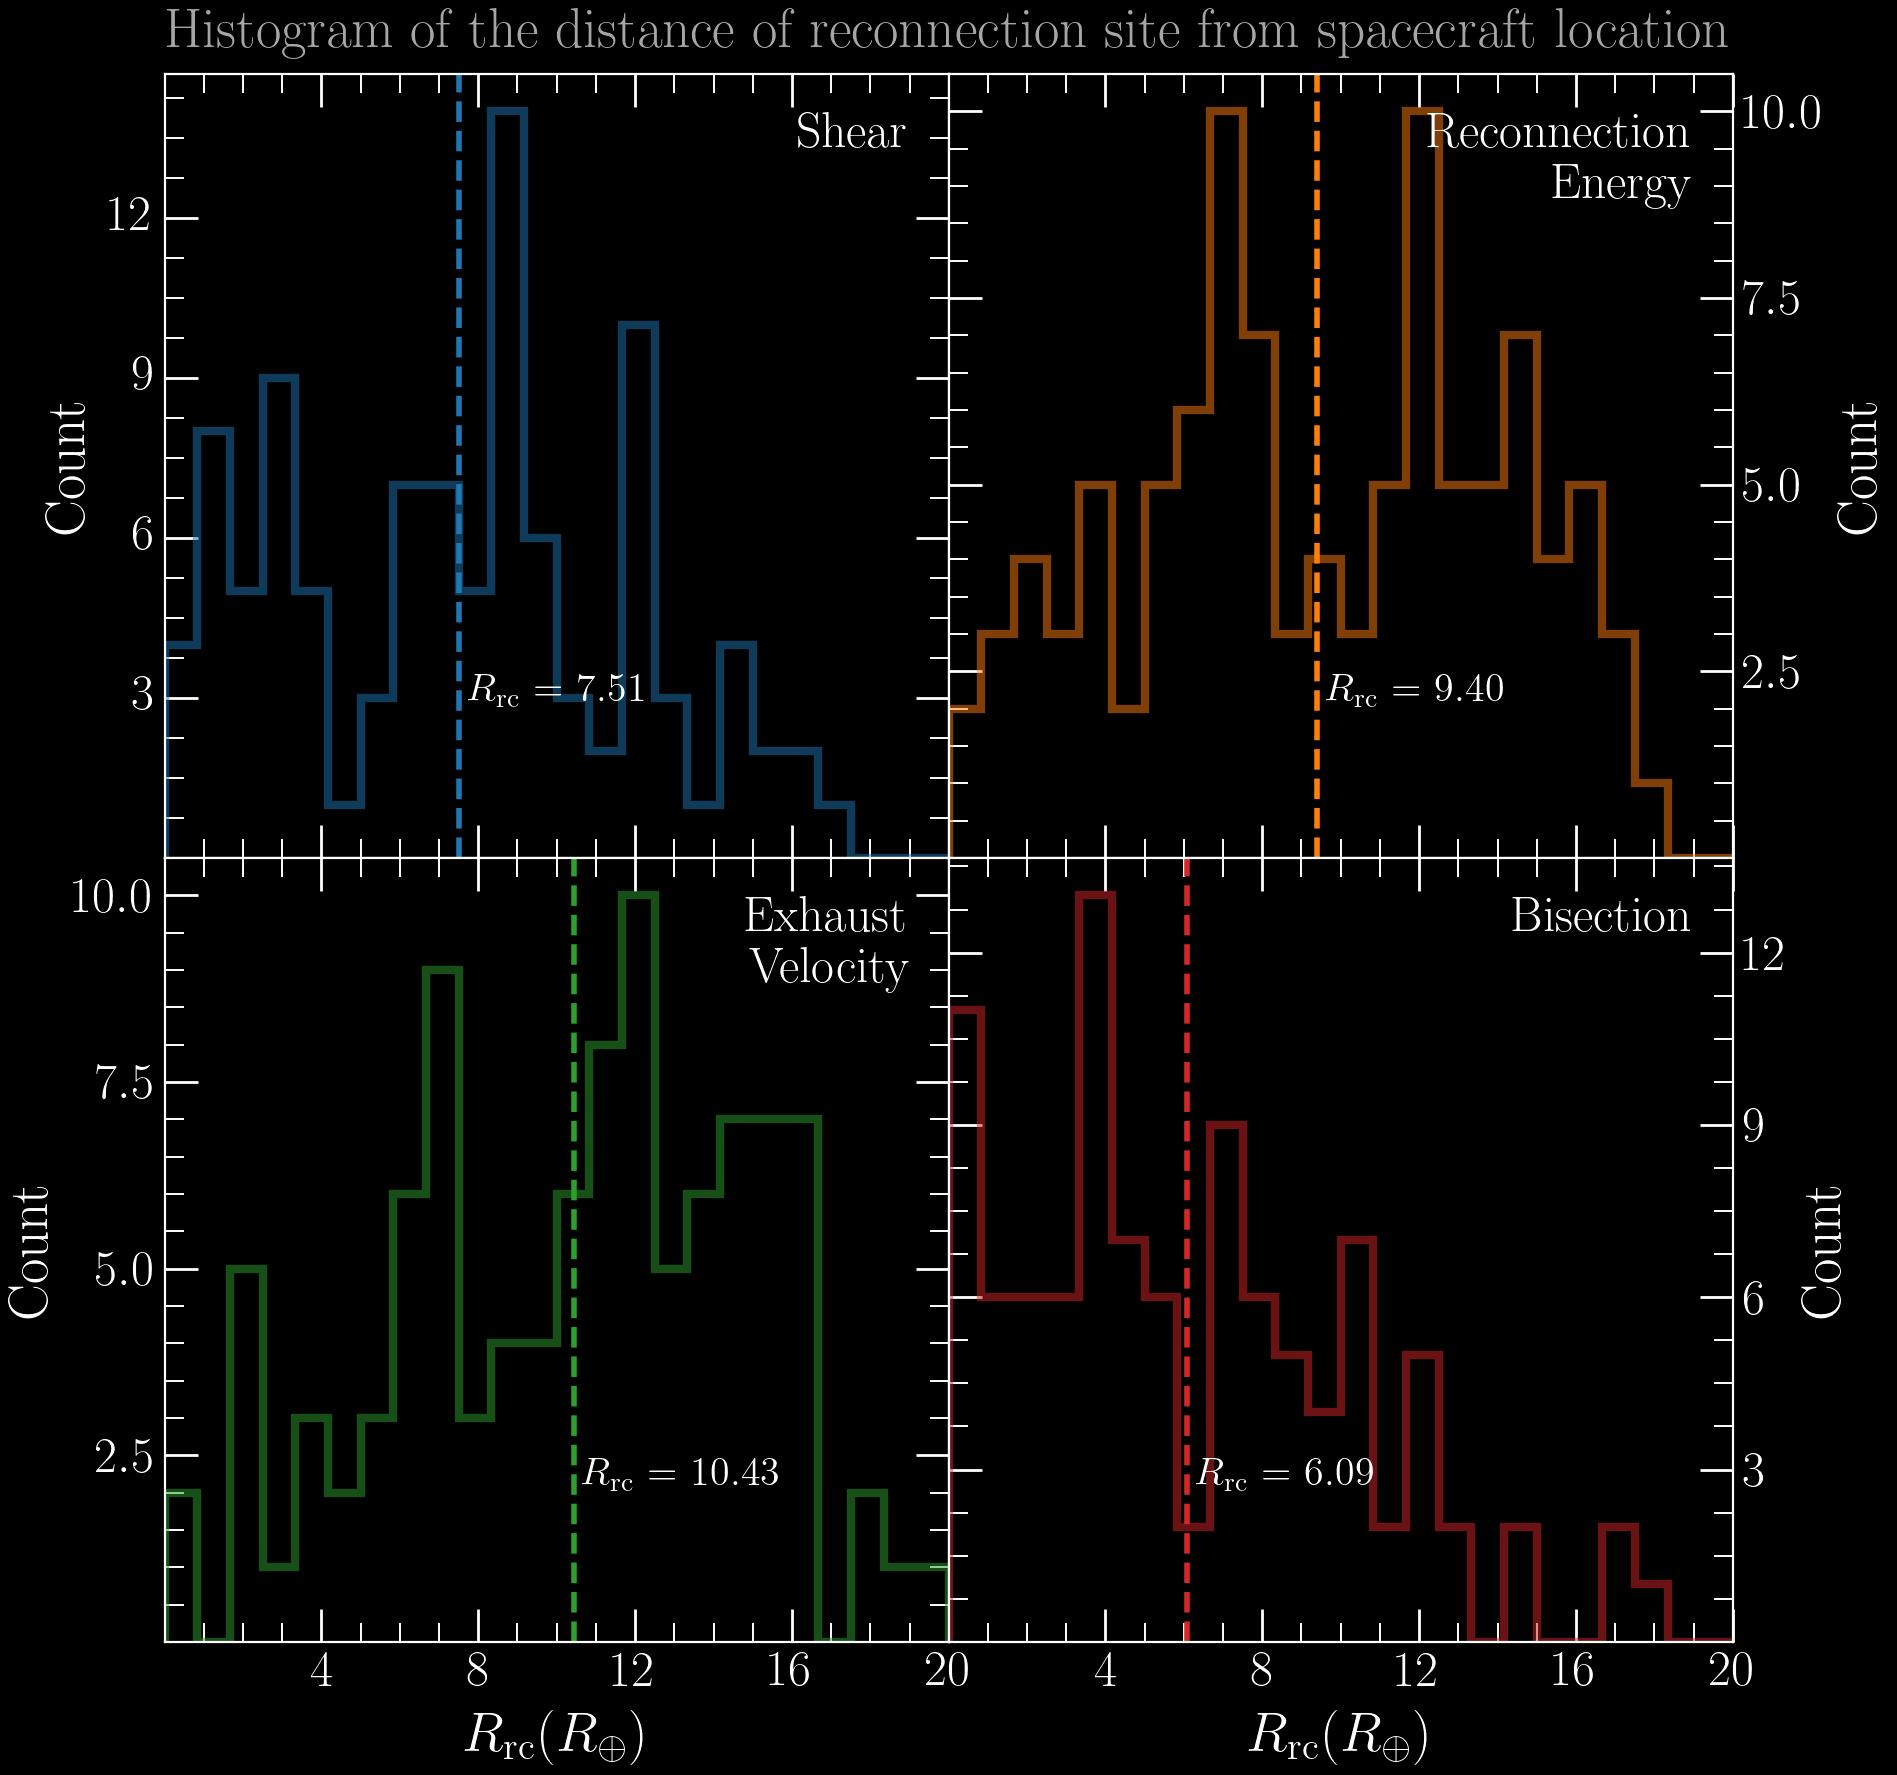 Histogram of the distance of reconnection site from spacecraft location
Shear
12
9
6
3
Count
R_rc = 7.51
Reconnection
Energy
10.0
7.5
5.0
2.5
Count
R_rc = 9.40
Exhaust
Velocity
10.0
7.5
5.0
2.5
Count
R_rc = 10.43
4 8 12 16 20
R_rc(R_⊕)
Bisection
12
9
6
3
Count
R_rc = 6.09
4 8 12 16 20
R_rc(R_⊕)